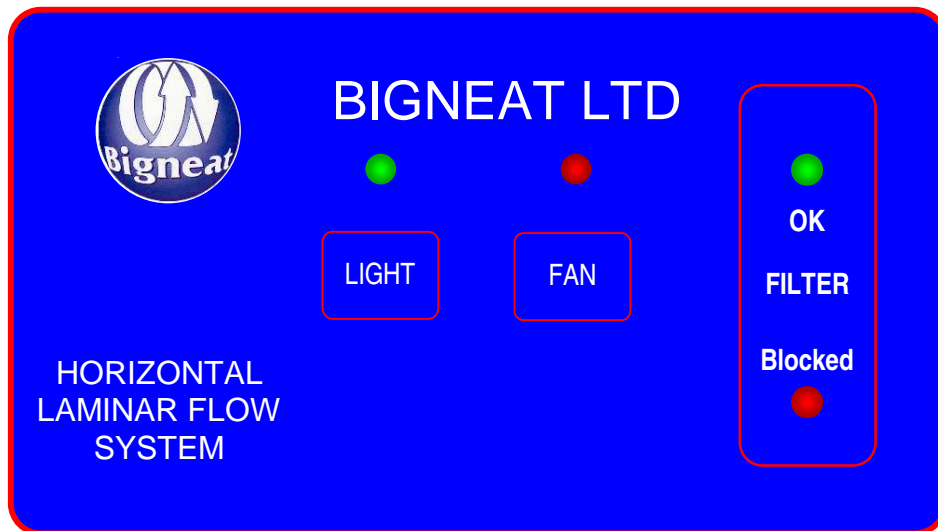 Bigneat
BIGNEAT LTD
LIGHT
FAN
OK
FILTER
Blocked
HORIZONTAL
LAMINAR FLOW
SYSTEM